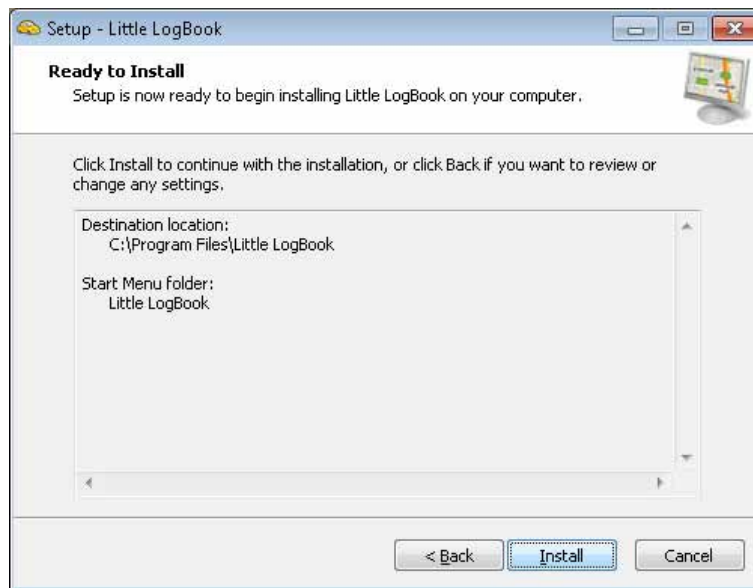 Setup - Little LogBook
Ready to Install
Setup is now ready to begin installing Little LogBook on your computer.
Click Install to continue with the installation, or click Back if you want to review or
change any settings.
Destination location:
C:\Program Files\Little LogBook
Start Menu folder:
Little LogBook
< Back
Install
Cancel